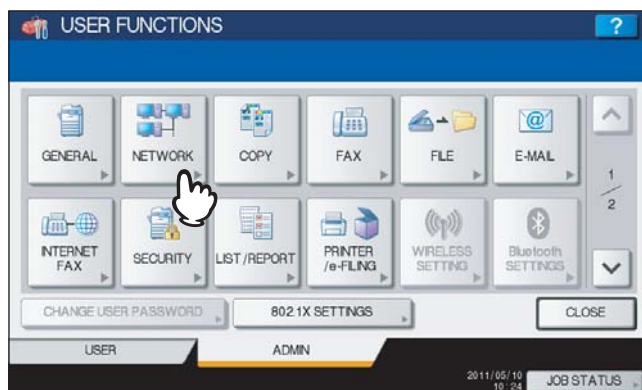 USER FUNCTIONS
?
GENERAL
NETWORK
COPY
FAX
FILE
E-MAIL
@
1
2
INTERNET
FAX
SECURITY
LIST/REPORT
PRINTER
/e-FILING
WIRELESS
SETTING
Bluetooth
SETTINGS
CHANGE USER PASSWORD
802.1X SETTINGS
CLOSE
USER
ADMIN
2011/05/10
10:24
JOB STATUS